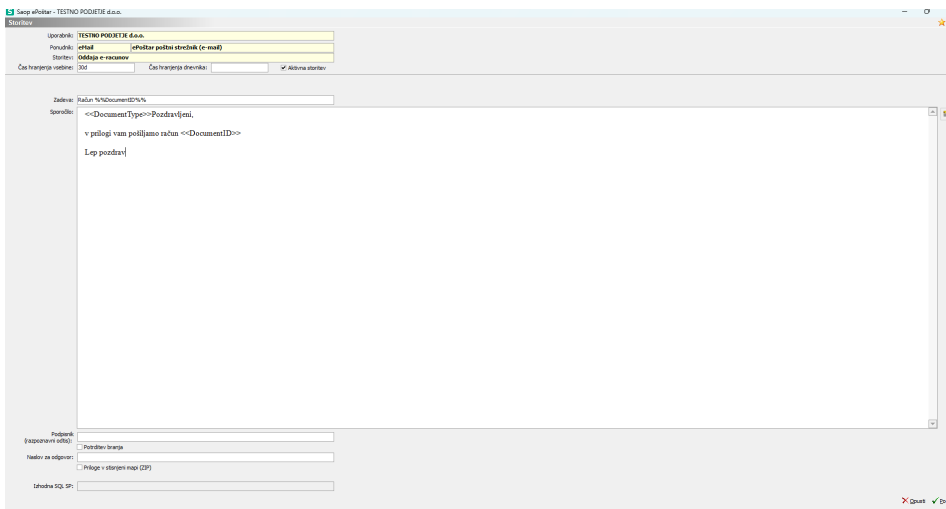 Saop ePoštar - TESTNO PODJETJE d.o.o.
Storitev
Uporabnik: TESTNO PODJETJE d.o.o.
Ponudnik: eMail ePoštar poštni strežnik (e-mail)
Storitev: Oddaja e-racunov
Čas hranjenja vsebine: 30d Čas hranjenja dnevnika: Aktivna storitev
Zadeva: Račun %%DocumentID%%
Sporočilo: <<DocumentType>>Pozdravljeni,
v prilogi vam pošiljamo račun <<DocumentID>>
Lep pozdrav
Podpisnik
(razpoznavni odtis):
Potrditev branja
Naslov za odgovor:
Priloge v stisnjeni mapi (ZIP)
Izhodna SQL SP:
Opusti